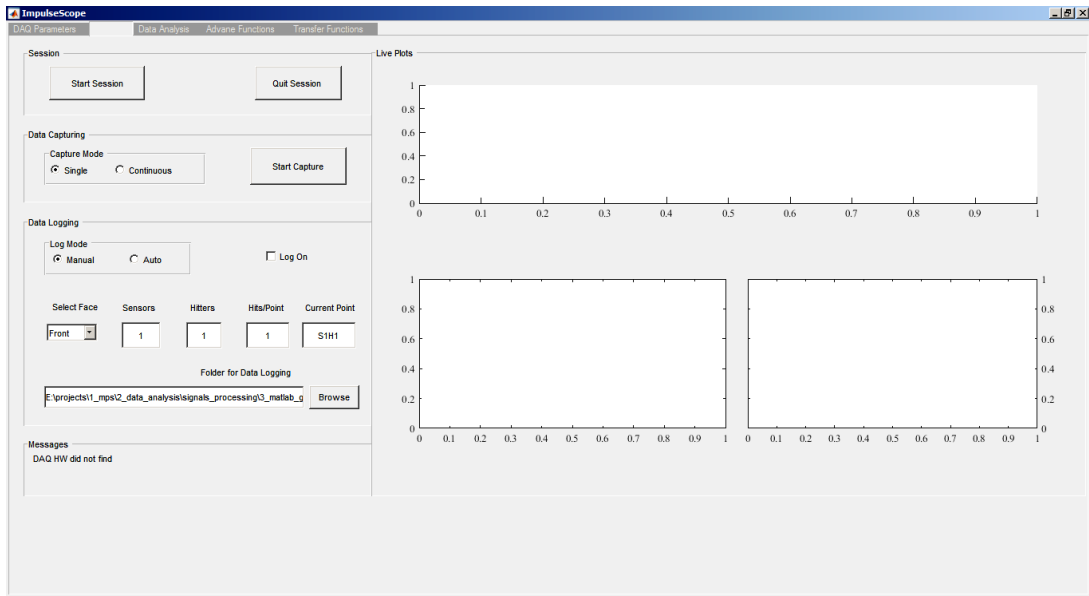 ImpulseScope
DAQ Parameters Data Analysis Advane Functions Transfer Functions
Session
Start Session Quit Session
Data Capturing
Capture Mode
Single Continuous
Start Capture
Data Logging
Log Mode
Manual Auto
Log On
Select Face Sensors Hitters Hits/Point Current Point
Front 1 1 1 S1H1
Folder for Data Logging
E:\projects\1_mps\2_data_analysis\signals_processing\3_matlab_g Browse
Messages
DAQ HW did not find
Live Plots
1
0.8
0.6
0.4
0.2
0
0 0.1 0.2 0.3 0.4 0.5 0.6 0.7 0.8 0.9 1
1
0.8
0.6
0.4
0.2
0
0 0.1 0.2 0.3 0.4 0.5 0.6 0.7 0.8 0.9 1
1
0.8
0.6
0.4
0.2
0
0 0.1 0.2 0.3 0.4 0.5 0.6 0.7 0.8 0.9 1